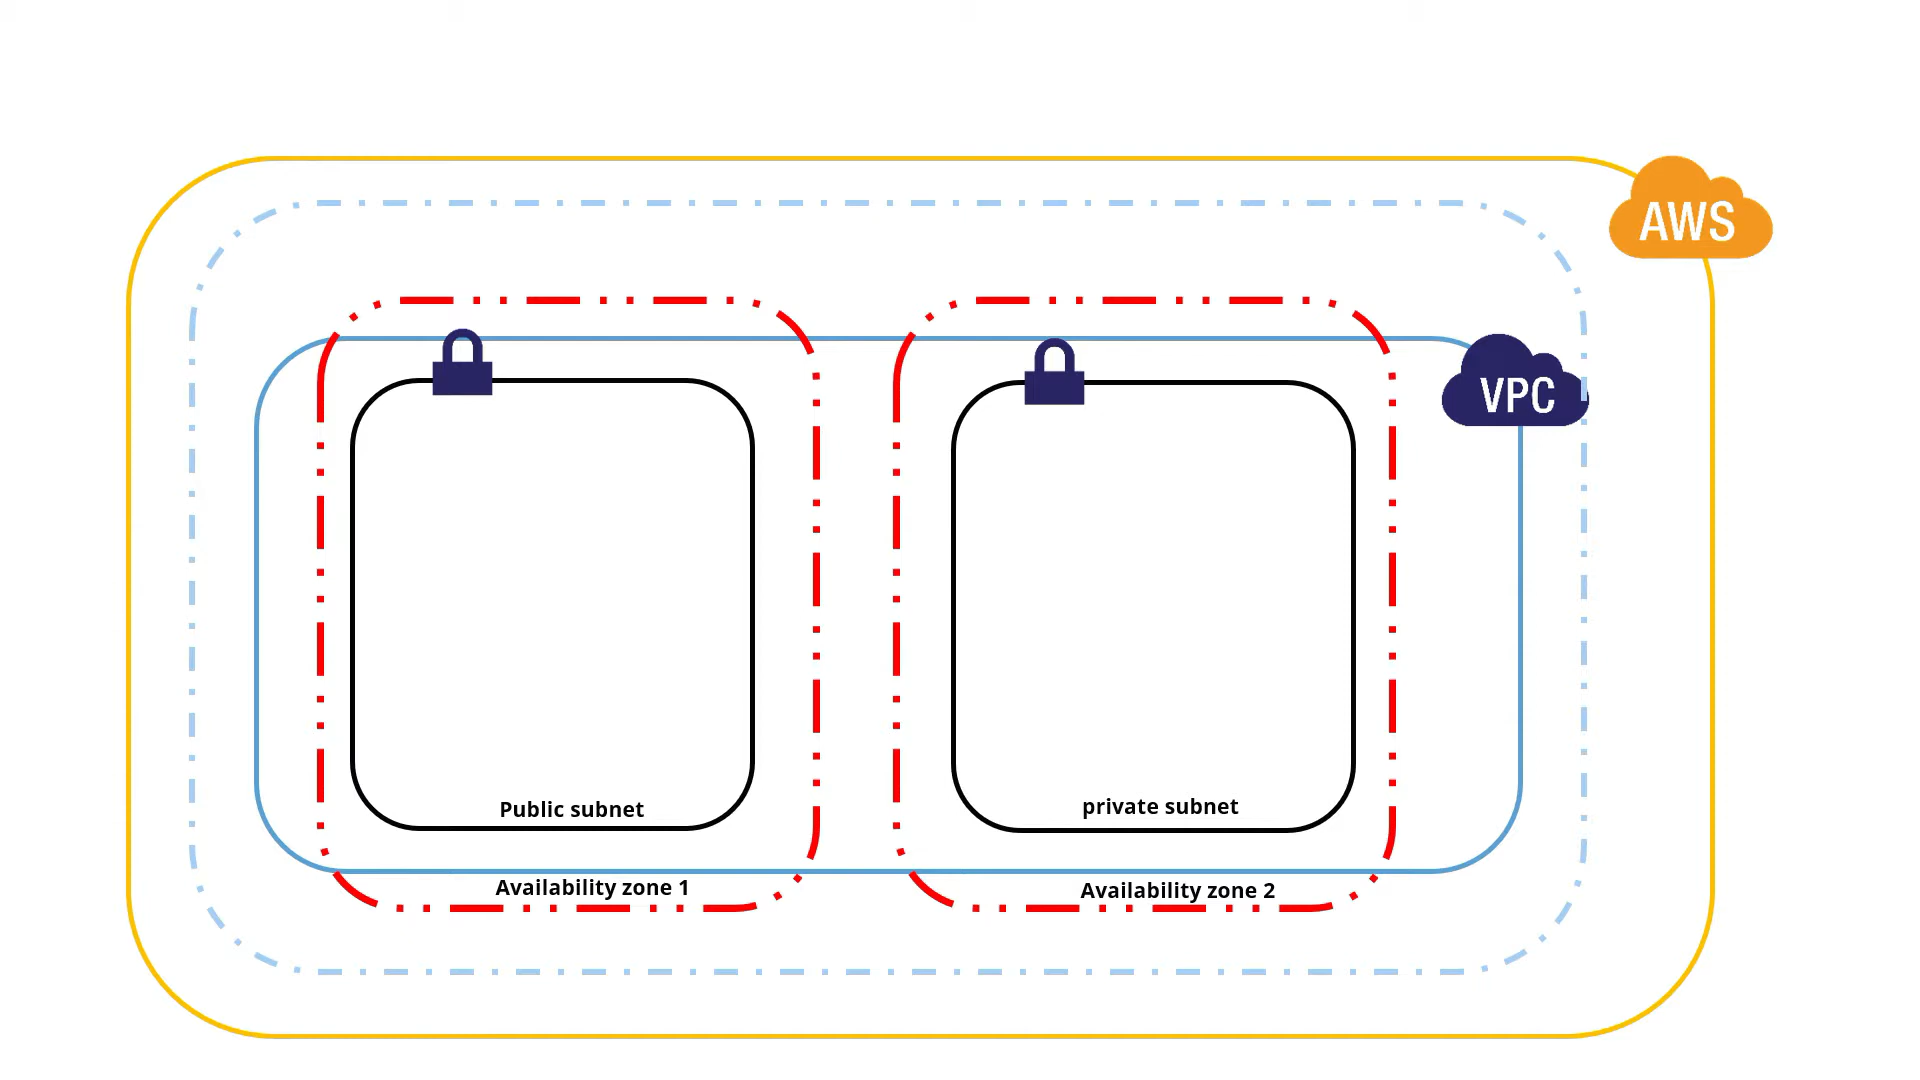 AWS
VPC
Public subnet
private subnet
Availability zone 1
Availability zone 2